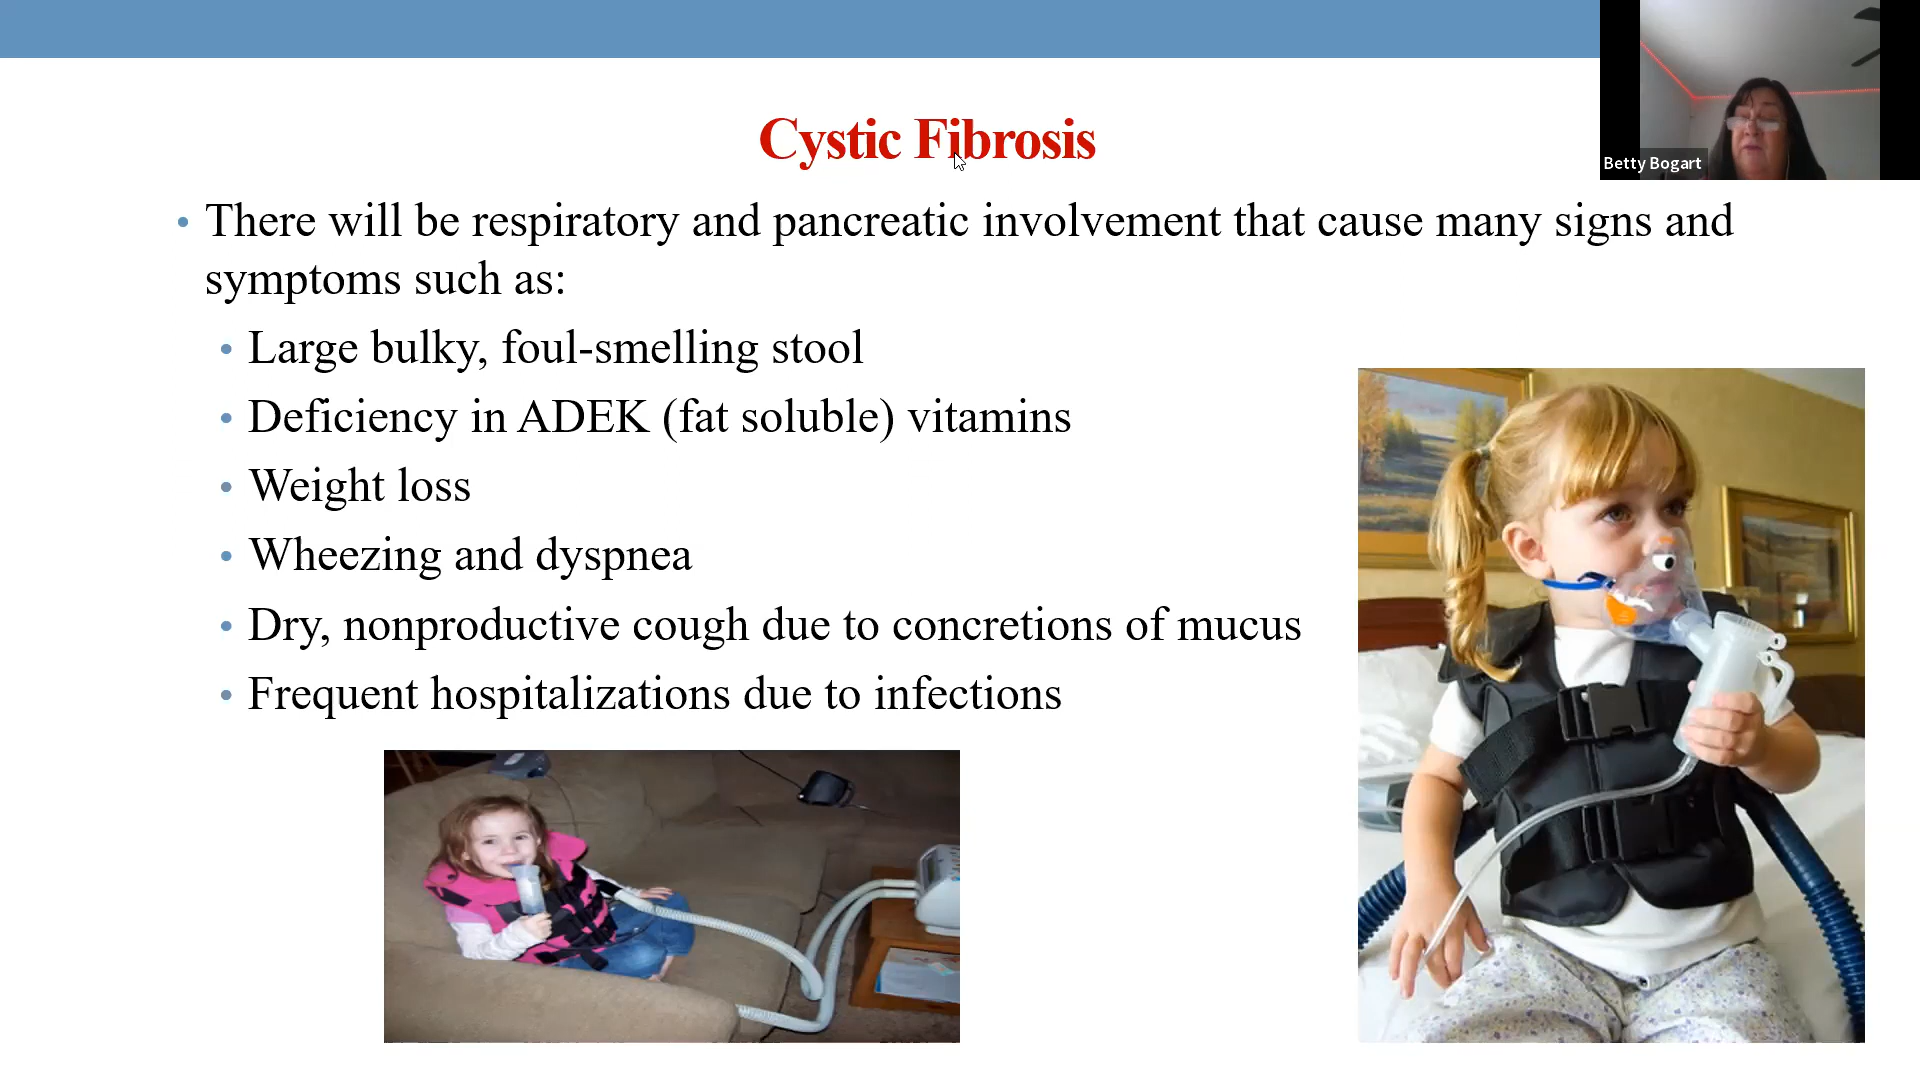 Cystic Fibrosis
Betty Bogart
• There will be respiratory and pancreatic involvement that cause many signs and
symptoms such as:
• Large bulky, foul-smelling stool
• Deficiency in ADEK (fat soluble) vitamins
• Weight loss
• Wheezing and dyspnea
• Dry, nonproductive cough due to concretions of mucus
• Frequent hospitalizations due to infections